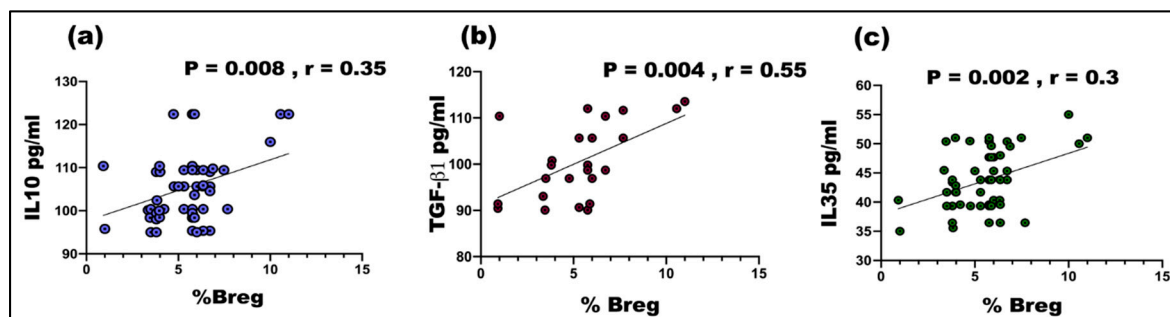 (a)
P = 0.008 , r = 0.35
IL10 pg/ml
130
120
110
100
90
0 5 10 15
%Breg
(b)
P = 0.004 , r = 0.55
TGF-β1 pg/ml
120
110
100
90
80
0 5 10 15
% Breg
(c)
P = 0.002 , r = 0.3
IL35 pg/ml
60
55
50
45
40
35
30
0 5 10 15
% Breg